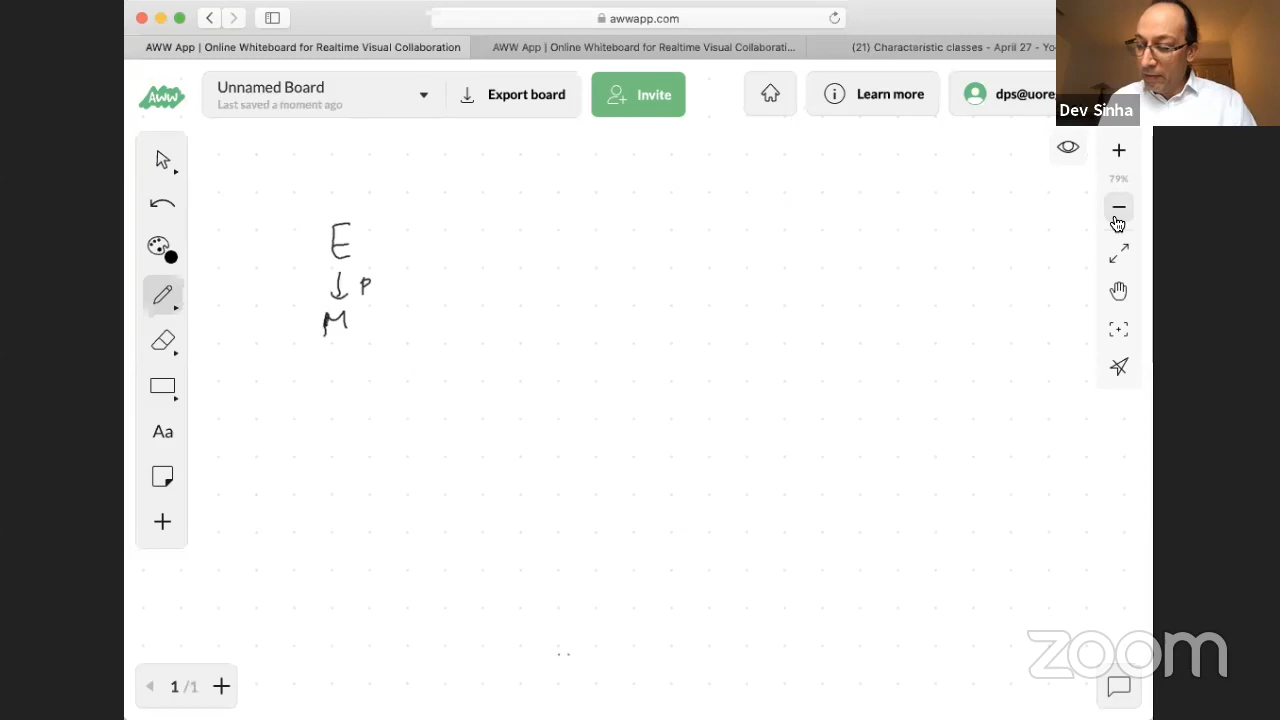 awwapp.com
AWW App | Online Whiteboard for Realtime Visual Collaboration
AWW App | Online Whiteboard for Realtime Visual Collaborati...
(21) Characteristic classes - April 27 - Yo
AWW
Unnamed Board
Last saved a moment ago
Export board
Invite
Learn more
dps@uore
Dev Sinha
79%
E
↓ p
M
Aa
1 /1
zoom